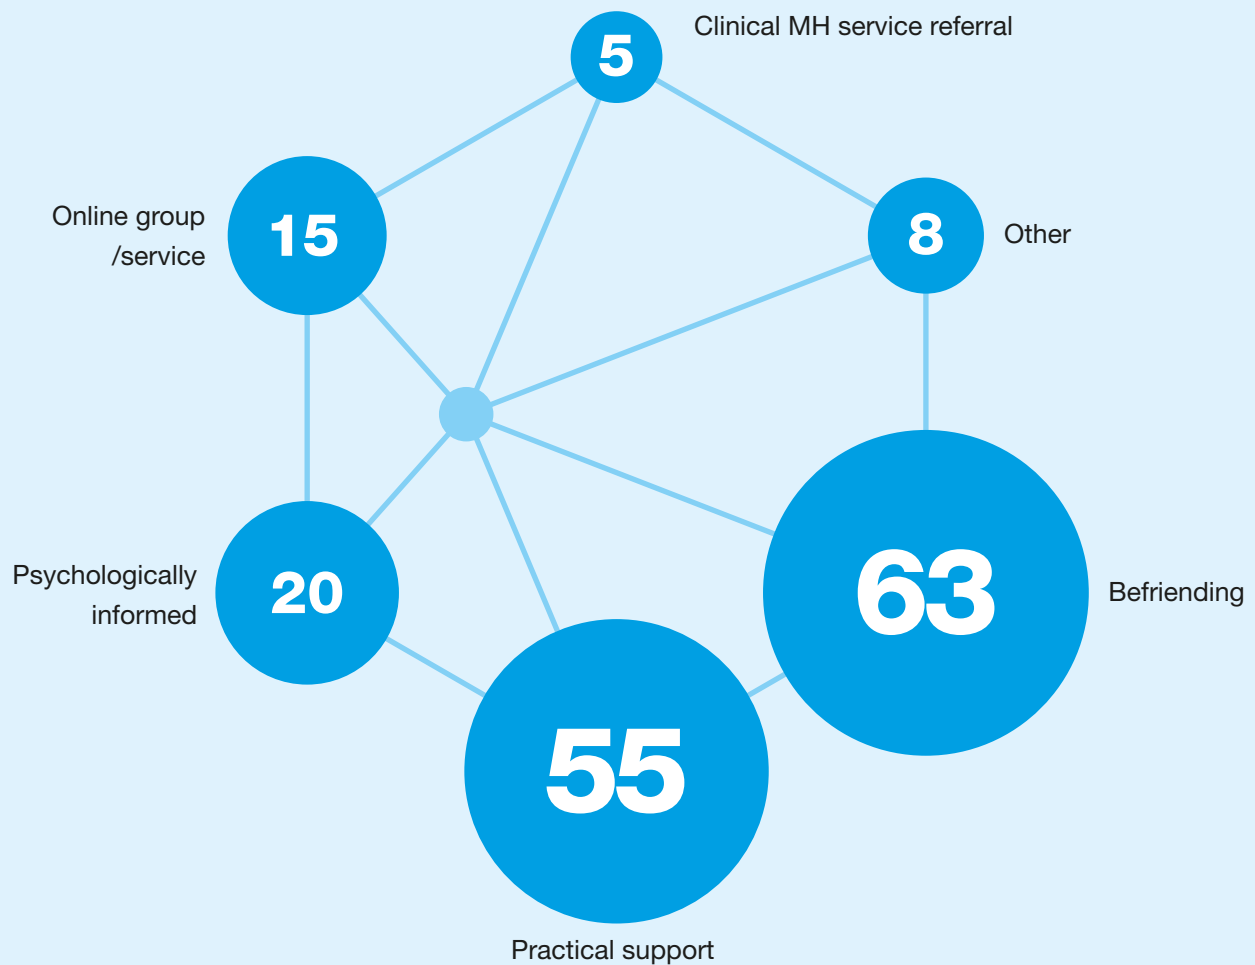 Clinical MH service referral
5
Online group
/service
15
8
Other
Psychologically
informed
20
63
Befriending
55
Practical support